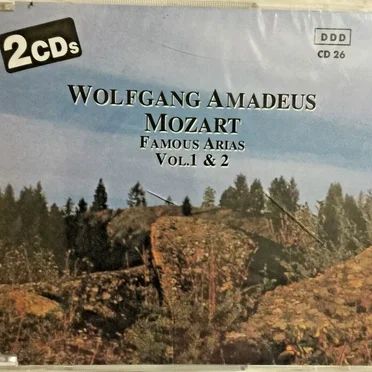 2CDs
DDD
CD 26
WOLFGANG AMADEUS
MOZART
FAMOUS ARIAS
VOL.1 & 2